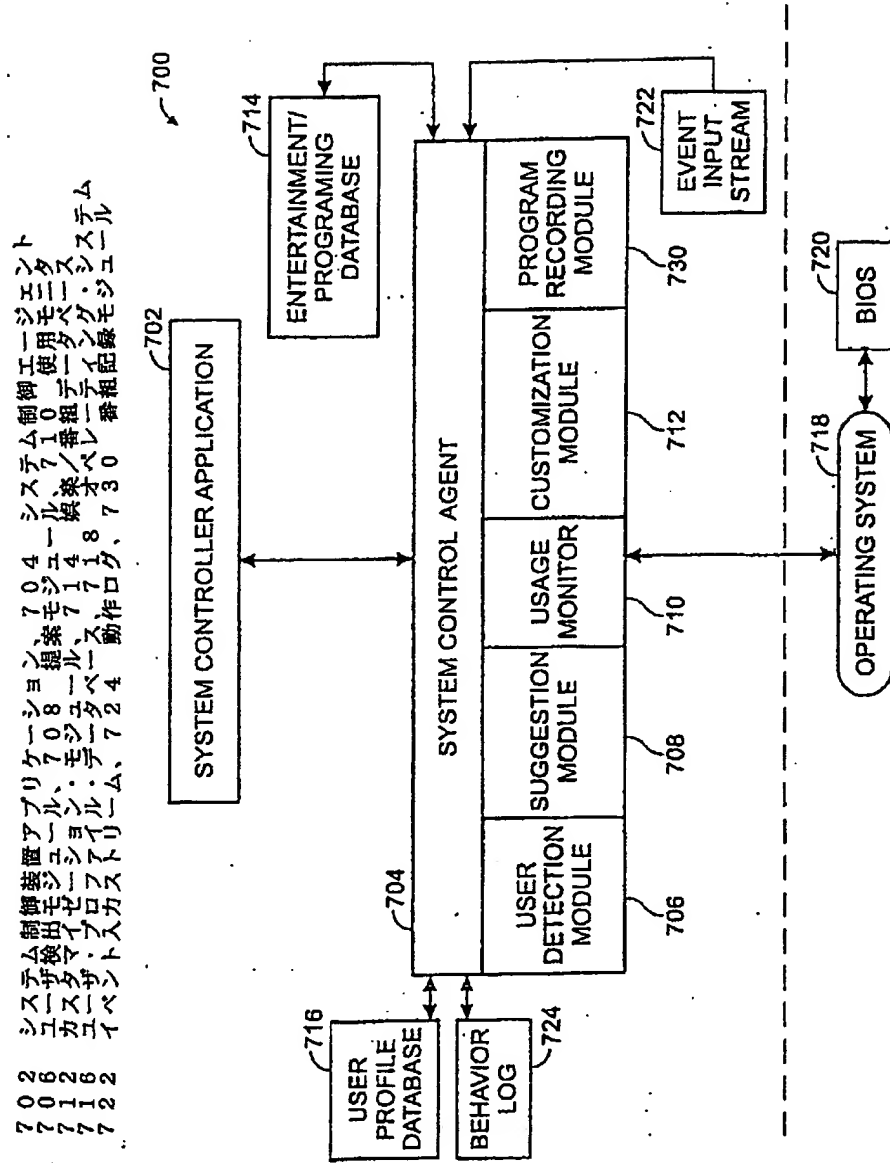 702 システム制御装置アプリケーション、704 システム制御エージェント
706 ユーザ検出モジュール、708 提案モジュール、710 使用モニタ
712 カスタマイゼーション・モジュール、714 娯楽/番組データベース
716 ユーザ・プロファイル・データベース、718 オペレーティング・システム
722 イベント入力ストリーム、724 動作ログ、730 番組記録モジュール
700
702
SYSTEM CONTROLLER APPLICATION
714
ENTERTAINMENT/
PROGRAMING
DATABASE
716
USER
PROFILE
DATABASE
BEHAVIOR
LOG
724
704
SYSTEM CONTROL AGENT
USER
DETECTION
MODULE
SUGGESTION
MODULE
USAGE
MONITOR
CUSTOMIZATION
MODULE
PROGRAM
RECORDING
MODULE
706
708
710
712
730
722
EVENT
INPUT
STREAM
718
OPERATING SYSTEM
720
BIOS